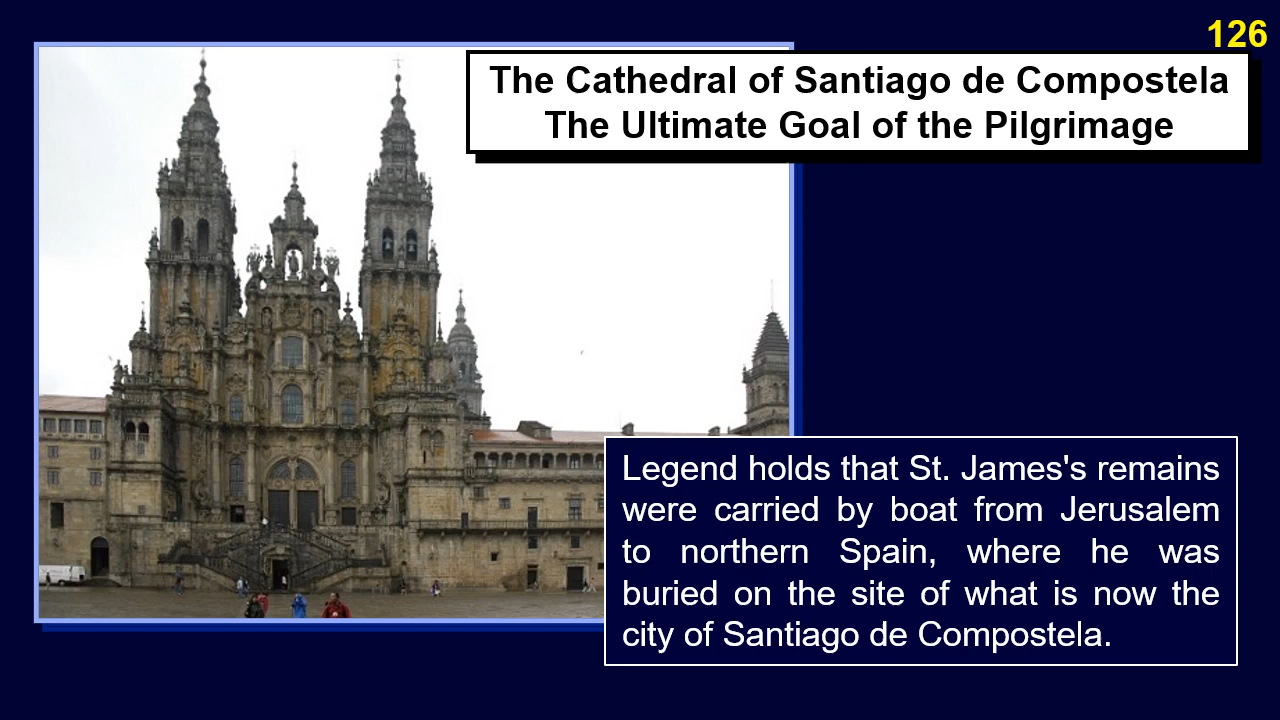 126
The Cathedral of Santiago de Compostela
The Ultimate Goal of the Pilgrimage
Legend holds that St. James's remains
were carried by boat from Jerusalem
to northern Spain, where he was
buried on the site of what is now the
city of Santiago de Compostela.